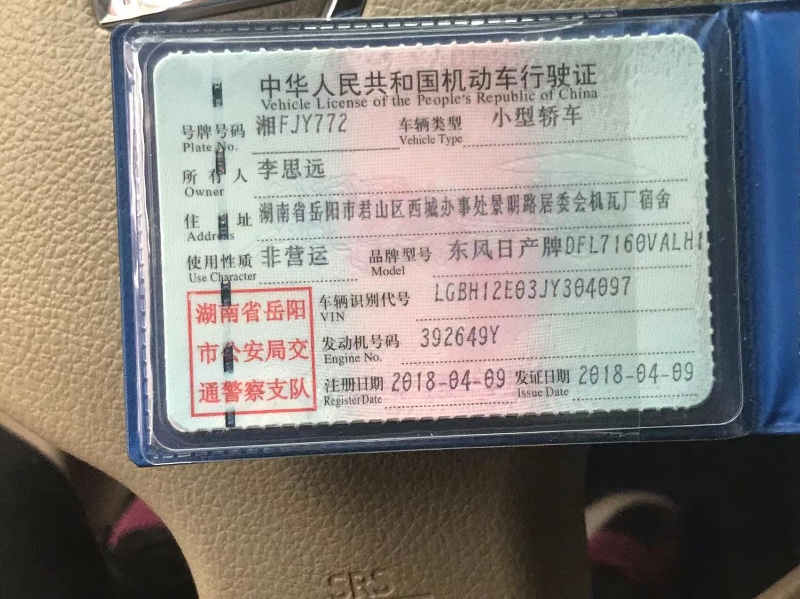 中华人民共和国机动车行驶证
Vehicle License of the People's Republic of China
号牌号码 湘FJY772 车辆类型 小型轿车
Plate No. Vehicle Type
所有人 李思远
Owner
住址 湖南省岳阳市君山区西城办事处景明路居委会机瓦厂宿舍
Address
使用性质 非营运 品牌型号 东风日产牌DFL7160VALH1
Use Character Model
湖南省岳阳
市公安局交
通警察支队
车辆识别代号 LGBH12E03JY304097
VIN
发动机号码 392649Y
Engine No.
注册日期 2018-04-09 发证日期 2018-04-09
Register Date Issue Date
SRS